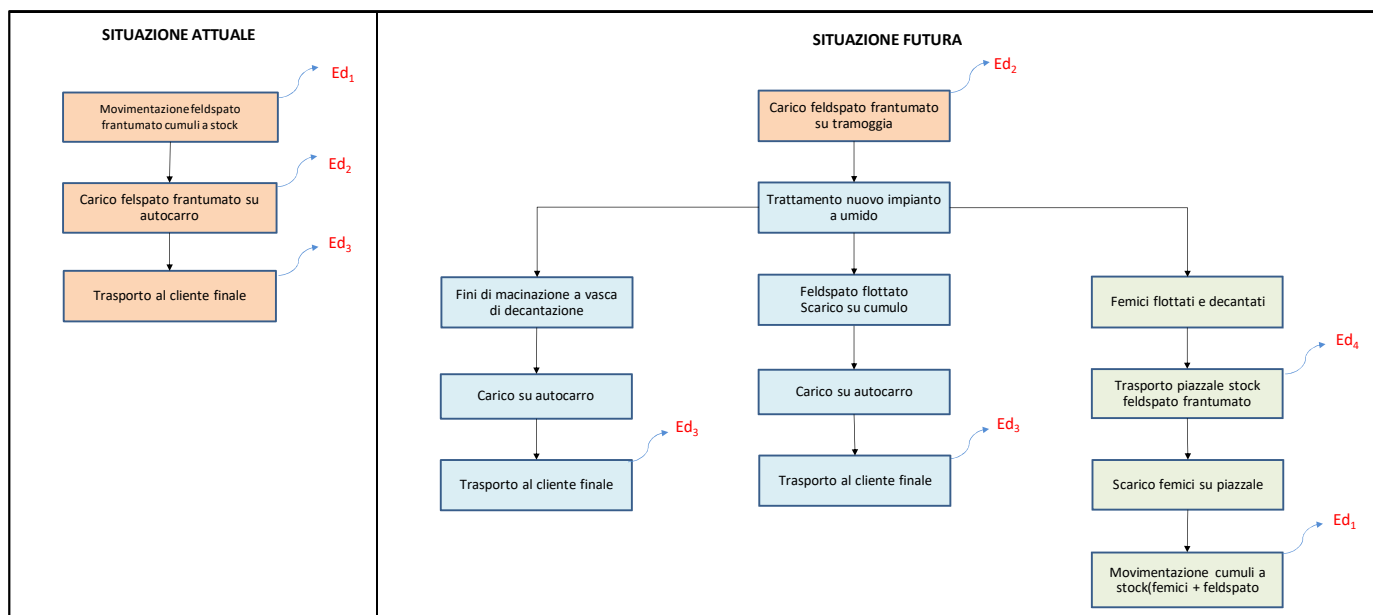 SITUAZIONE ATTUALE
Ed₁
Movimentazione feldspato
frantumato cumuli a stock
Ed₂
Carico felspato frantumato su
autocarro
Ed₃
Trasporto al cliente finale
SITUAZIONE FUTURA
Ed₂
Carico feldspato frantumato
su tramoggia
Trattamento nuovo impianto
a umido
Fini di macinazione a vasca
di decantazione
Carico su autocarro
Ed₃
Trasporto al cliente finale
Feldspato flottato
Scarico su cumulo
Carico su autocarro
Ed₃
Trasporto al cliente finale
Femici flottati e decantati
Ed₄
Trasporto piazzale stock
feldspato frantumato
Scarico femici su piazzale
Ed₁
Movimentazione cumuli a
stock(femici + feldspato